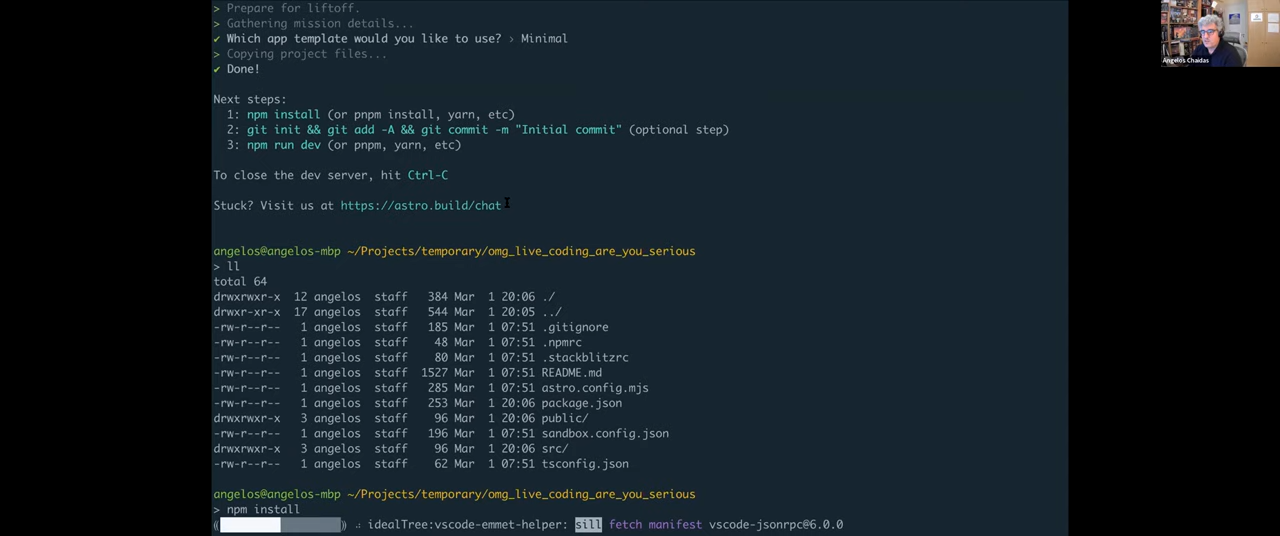 > Prepare for liftoff.
> Gathering mission details...
✔ Which app template would you like to use? › Minimal
> Copying project files...
✔ Done!
Next steps:
1: npm install (or pnpm install, yarn, etc)
2: git init && git add -A && git commit -m "Initial commit" (optional step)
3: npm run dev (or pnpm, yarn, etc)
To close the dev server, hit Ctrl-C
Stuck? Visit us at https://astro.build/chat
angelos@angelos-mbp ~/Projects/temporary/omg_live_coding_are_you_serious
> ll
total 64
drwxrwxr-x 12 angelos staff 384 Mar 1 20:06 ./
drwxr-xr-x 17 angelos staff 544 Mar 1 20:05 ../
-rw-r--r-- 1 angelos staff 185 Mar 1 07:51 .gitignore
-rw-r--r-- 1 angelos staff 48 Mar 1 07:51 .npmrc
-rw-r--r-- 1 angelos staff 80 Mar 1 07:51 .stackblitzrc
-rw-r--r-- 1 angelos staff 1527 Mar 1 07:51 README.md
-rw-r--r-- 1 angelos staff 285 Mar 1 07:51 astro.config.mjs
-rw-r--r-- 1 angelos staff 253 Mar 1 20:06 package.json
drwxrwxr-x 3 angelos staff 96 Mar 1 20:06 public/
-rw-r--r-- 1 angelos staff 196 Mar 1 07:51 sandbox.config.json
drwxrwxr-x 3 angelos staff 96 Mar 1 20:06 src/
-rw-r--r-- 1 angelos staff 62 Mar 1 07:51 tsconfig.json
angelos@angelos-mbp ~/Projects/temporary/omg_live_coding_are_you_serious
> npm install
idealTree:vscode-emmet-helper: sill fetch manifest vscode-jsonrpc@6.0.0
Angelos Chaidas